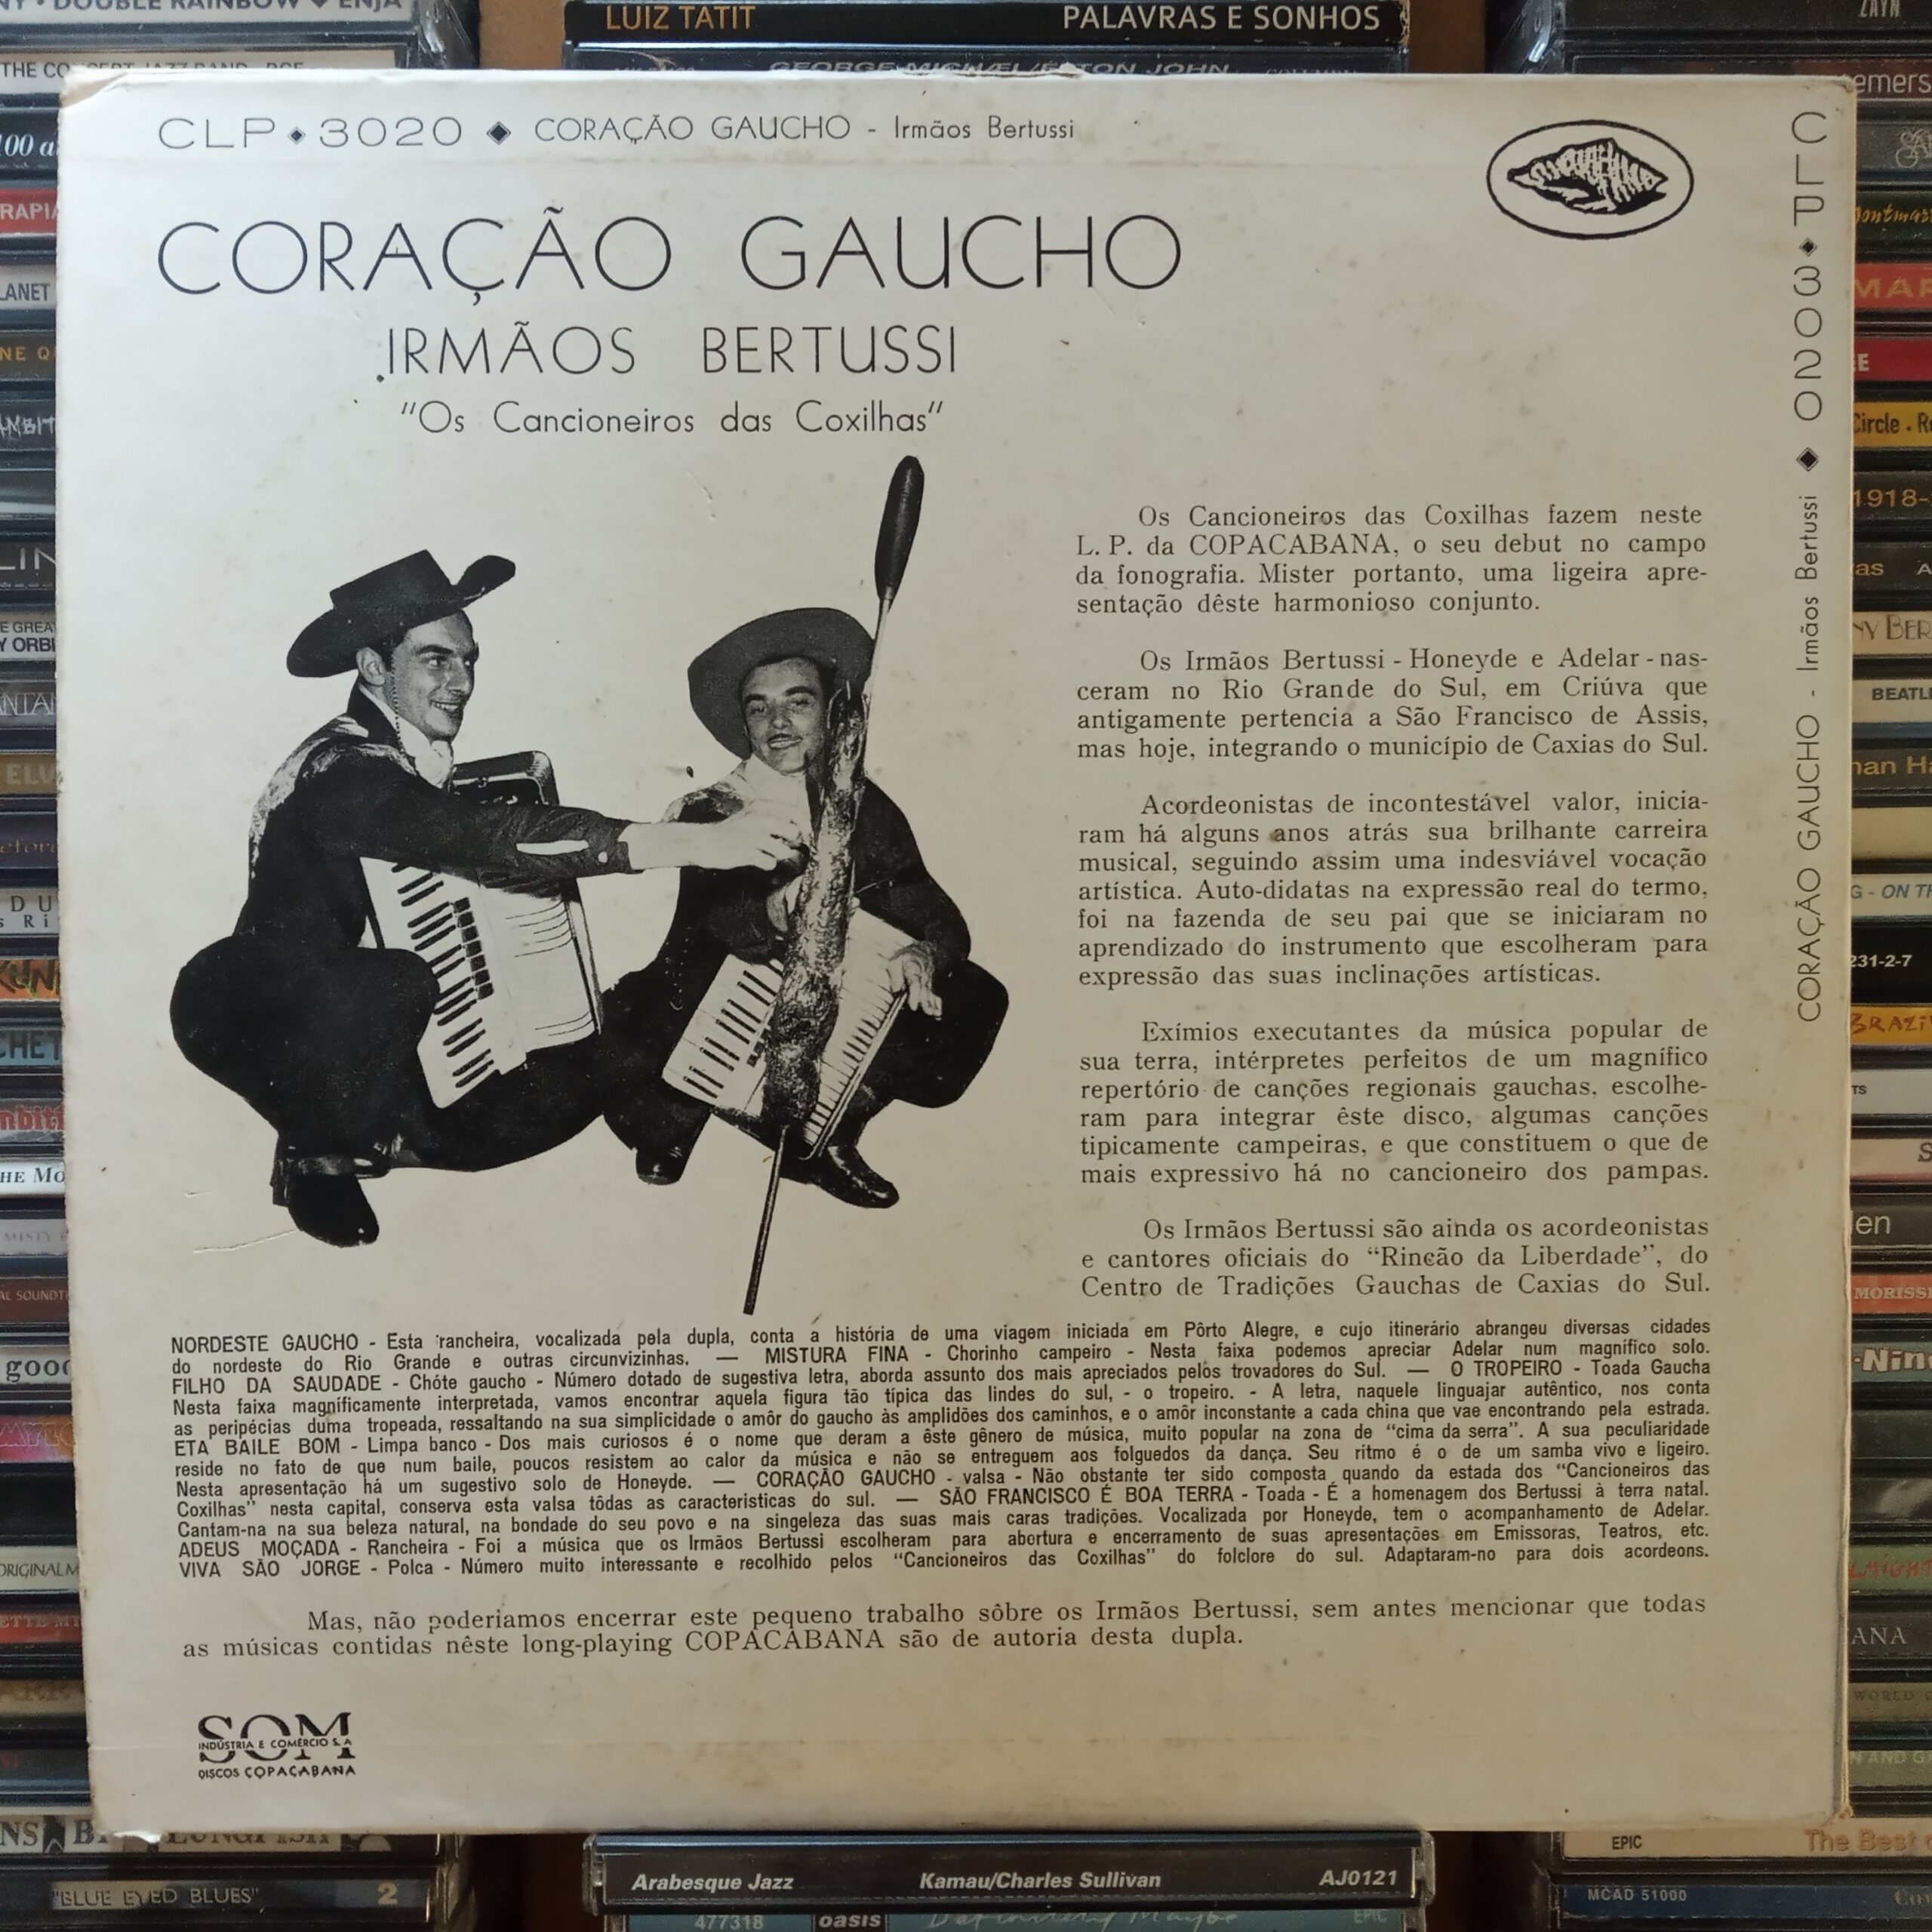 LUIZ TATIT PALAVRAS E SONHOS
GEORGE MICHAEL/ELTON JOHN
CLP ◆ 3020 ◆ CORAÇÃO GAUCHO - Irmãos Bertussi
CORAÇÃO GAUCHO
IRMÃOS BERTUSSI
"Os Cancioneiros das Coxilhas"
Os Cancioneiros das Coxilhas fazem neste
L. P. da COPACABANA, o seu debut no campo
da fonografia. Mister portanto, uma ligeira apre-
sentação dêste harmonioso conjunto.
Os Irmãos Bertussi - Honeyde e Adelar - nas-
ceram no Rio Grande do Sul, em Criúva que
antigamente pertencia a São Francisco de Assis,
mas hoje, integrando o município de Caxias do Sul.
Acordeonistas de incontestável valor, inicia-
ram há alguns anos atrás sua brilhante carreira
musical, seguindo assim uma indesviável vocação
artística. Auto-didatas na expressão real do termo,
foi na fazenda de seu pai que se iniciaram no
aprendizado do instrumento que escolheram para
expressão das suas inclinações artísticas.
Exímios executantes da música popular de
sua terra, intérpretes perfeitos de um magnífico
repertório de canções regionais gauchas, escolhe-
ram para integrar êste disco, algumas canções
tipicamente campeiras, e que constituem o que de
mais expressivo há no cancioneiro dos pampas.
Os Irmãos Bertussi são ainda os acordeonistas
e cantores oficiais do "Rincão da Liberdade", do
Centro de Tradições Gauchas de Caxias do Sul.
NORDESTE GAUCHO - Esta rancheira, vocalizada pela dupla, conta a história de uma viagem iniciada em Pôrto Alegre, e cujo itinerário abrangeu diversas cidades
do nordeste do Rio Grande e outras circunvizinhas. — MISTURA FINA - Chorinho campeiro - Nesta faixa podemos apreciar Adelar num magnífico solo.
FILHO DA SAUDADE - Chóte gaucho - Número dotado de sugestiva letra, aborda assunto dos mais apreciados pelos trovadores do Sul. — O TROPEIRO - Toada Gaucha
Nesta faixa magníficamente interpretada, vamos encontrar aquela figura tão típica das lindes do sul, - o tropeiro. - A letra, naquele linguajar autêntico, nos conta
as peripécias duma tropeada, ressaltando na sua simplicidade o amôr do gaucho às amplidões dos caminhos, e o amôr inconstante a cada china que vae encontrando pela estrada.
ETA BAILE BOM - Limpa banco - Dos mais curiosos é o nome que deram a êste gênero de música, muito popular na zona de "cima da serra". A sua peculiaridade
reside no fato de que num baile, poucos resistem ao calor da música e não se entreguem aos folguedos da dança. Seu ritmo é o de um samba vivo e ligeiro.
Nesta apresentação há um sugestivo solo de Honeyde. — CORAÇÃO GAUCHO - valsa - Não obstante ter sido composta quando da estada dos "Cancioneiros das
Coxilhas" nesta capital, conserva esta valsa tôdas as caracteristicas do sul. — SÃO FRANCISCO É BOA TERRA - Toada - É a homenagem dos Bertussi à terra natal.
Cantam-na na sua beleza natural, na bondade do seu povo e na singeleza das suas mais caras tradições. Vocalizada por Honeyde, tem o acompanhamento de Adelar.
ADEUS MOÇADA - Rancheira - Foi a música que os Irmãos Bertussi escolheram para abertura e encerramento de suas apresentações em Emissoras, Teatros, etc.
VIVA SÃO JORGE - Polca - Número muito interessante e recolhido pelos "Cancioneiros das Coxilhas" do folclore do sul. Adaptaram-no para dois acordeons.
Mas, não poderiamos encerrar este pequeno trabalho sôbre os Irmãos Bertussi, sem antes mencionar que todas
as músicas contidas nêste long-playing COPACABANA são de autoria desta dupla.
SOM
INDÚSTRIA E COMÉRCIO S.A
DISCOS COPACABANA
CLP ◆ 3020 ◆ CORAÇÃO GAUCHO - Irmãos Bertussi
"BLUE EYED BLUES" 2
Arabesque Jazz Kamau/Charles Sullivan AJ0121
477318 oasis Definitely Maybe EPIC
EPIC The Best
MCAD 51000
ZAYN
1918-
BEATL
231-2-7
MORISS